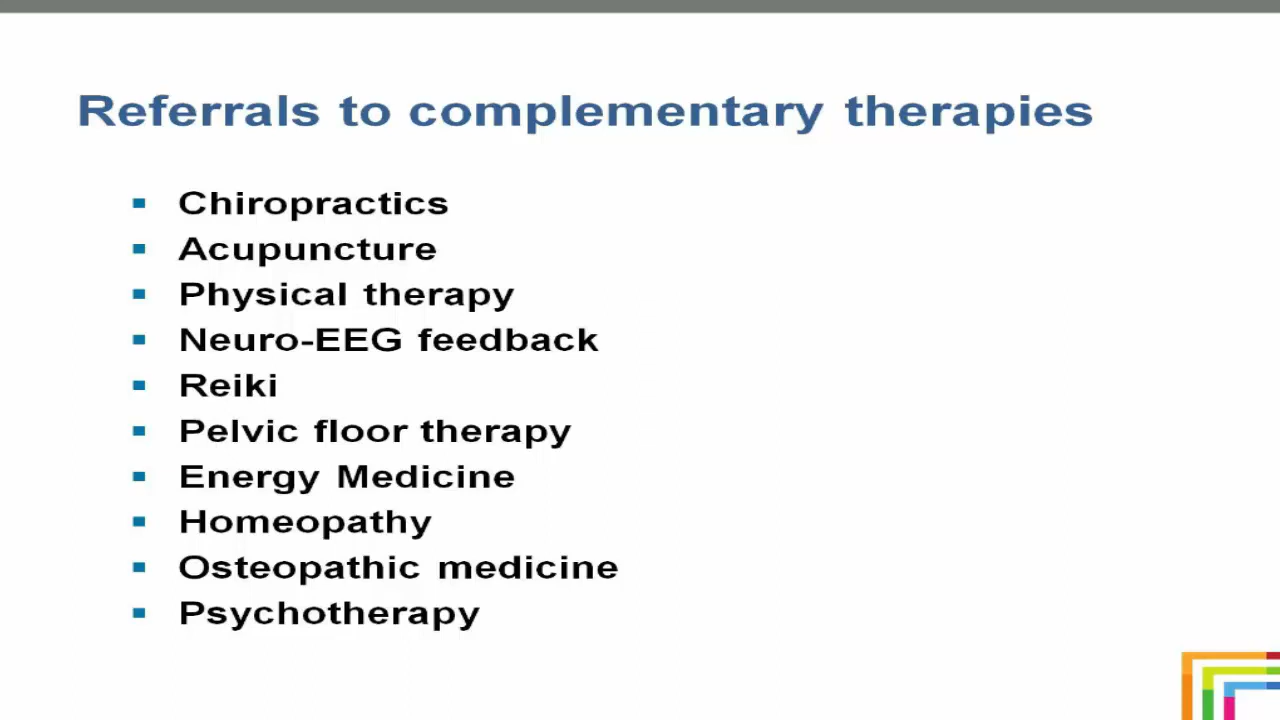 Referrals to complementary therapies
▪ Chiropractics
▪ Acupuncture
▪ Physical therapy
▪ Neuro-EEG feedback
▪ Reiki
▪ Pelvic floor therapy
▪ Energy Medicine
▪ Homeopathy
▪ Osteopathic medicine
▪ Psychotherapy